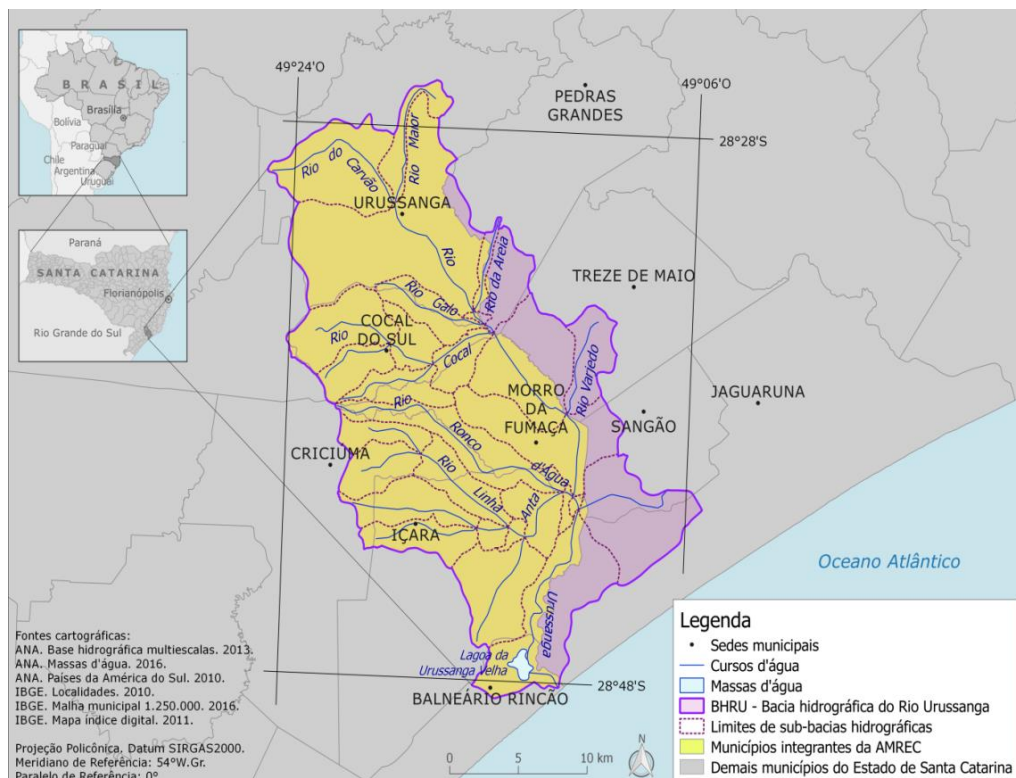 BRASIL
Brasília
Bolívia
Paraguai
Chile
Argentina
Uruguai
Paraná
SANTA CATARINA
Florianópolis
Rio Grande do Sul
49°24'O
49°06'O
28°28'S
28°48'S
PEDRAS
GRANDES
Rio do
Carvão
Rio Maior
URUSSANGA
Rio
Rio da Areia
TREZE DE MAIO
Rio
Galo
COCAL
DO SUL
Rio
Cocal
Rio Varjedo
MORRO
DA
FUMAÇA
JAGUARUNA
SANGÃO
Rio
Ronco
d'Água
CRICIÚMA
Rio
Linha
Anta
IÇARA
Urussanga
Lagoa da
Urussanga Velha
BALNEÁRIO RINCÃO
Oceano Atlântico
Fontes cartográficas:
ANA. Base hidrográfica multiescalas. 2013.
ANA. Massas d'água. 2016.
ANA. Países da América do Sul. 2010.
IBGE. Localidades. 2010.
IBGE. Malha municipal 1.250.000. 2016.
IBGE. Mapa índice digital. 2011.
Projeção Policônica. Datum SIRGAS2000.
Meridiano de Referência: 54°W.Gr.
Paralelo de Referência: 0°
0 5 10 km
N
Legenda
Sedes municipais
Cursos d'água
Massas d'água
BHRU - Bacia hidrográfica do Rio Urussanga
Limites de sub-bacias hidrográficas
Municípios integrantes da AMREC
Demais municípios do Estado de Santa Catarina